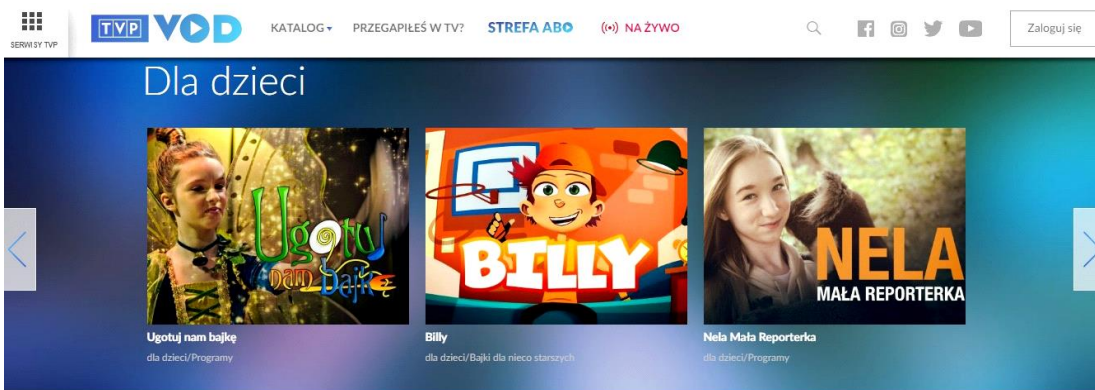 SERWISY TVP
TVP VOD
KATALOG
PRZEGAPIŁEŚ W TV?
STREFA ABO
NA ŻYWO
Zaloguj się
Dla dzieci
Ugotuj
nam bajkę
BILLY
NELA
MAŁA REPORTERKA
Ugotuj nam bajkę
dla dzieci/Programy
Billy
dla dzieci/Bajki dla nieco starszych
Nela Mała Reporterka
dla dzieci/Programy